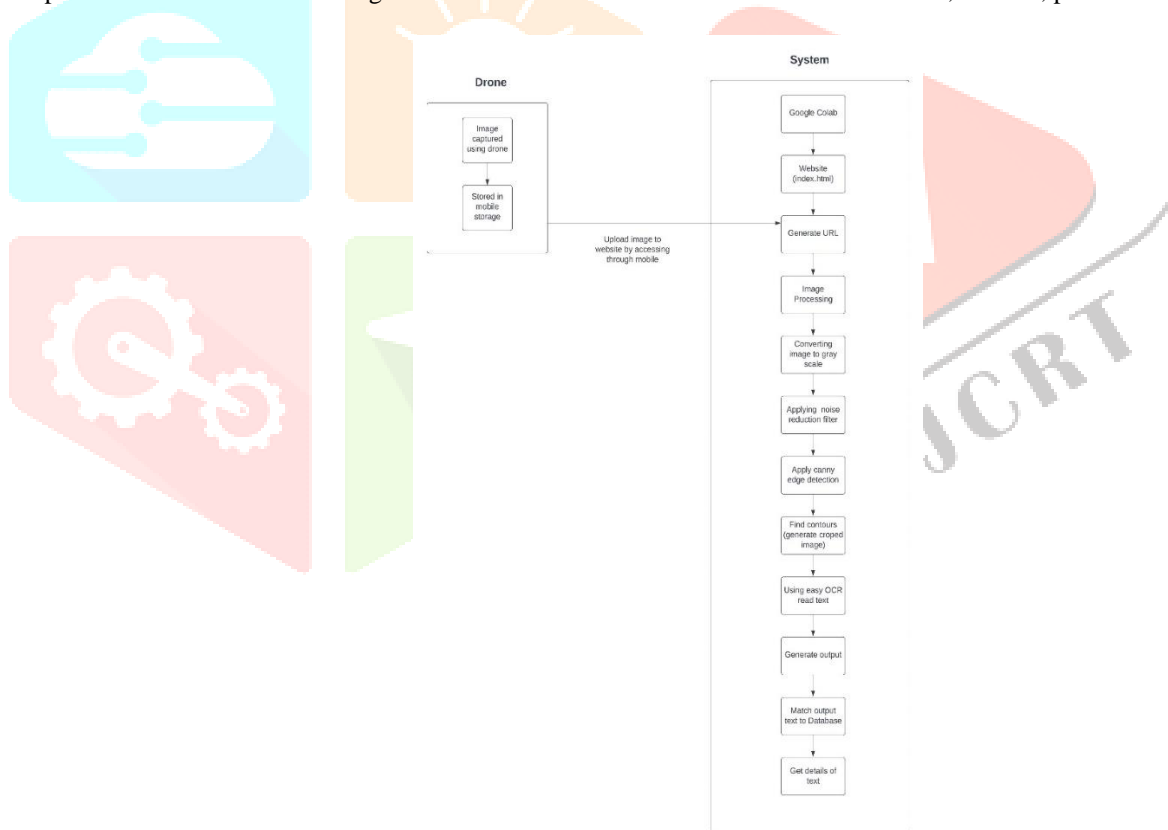 System
Drone
Google Colab
Image
captured
using drone
Website
(index.html)
Stored in
mobile
storage
Generate URL
Upload image to
website by accessing
through mobile
Image
Processing
Converting
image to gray
scale
Applying noise
reduction filter
Apply canny
edge detection
Find contours
(generate croped
image)
Using easy OCR
read text
Generate output
Match output
text to Database
Get details of
text
JCRT